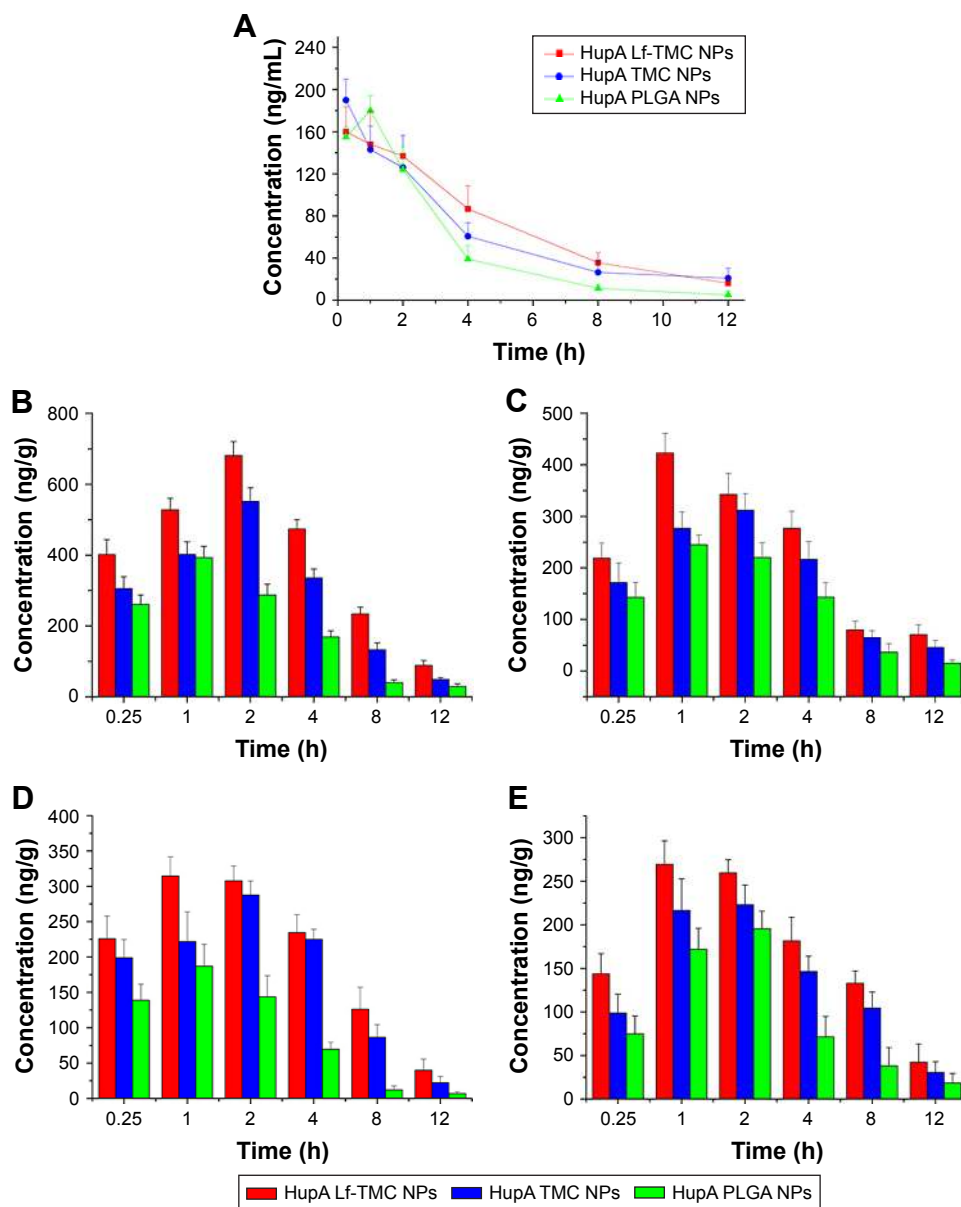 A
Concentration (ng/mL)
240
200
160
120
80
40
0
0 2 4 6 8 10 12
Time (h)
HupA Lf-TMC NPs
HupA TMC NPs
HupA PLGA NPs
B
Concentration (ng/g)
800
600
400
200
0
0.25 1 2 4 8 12
Time (h)
C
Concentration (ng/g)
500
400
300
200
100
0
0.25 1 2 4 8 12
Time (h)
D
Concentration (ng/g)
400
350
300
250
200
150
100
50
0
0.25 1 2 4 8 12
Time (h)
E
Concentration (ng/g)
300
250
200
150
100
50
0
0.25 1 2 4 8 12
Time (h)
HupA Lf-TMC NPs HupA TMC NPs HupA PLGA NPs